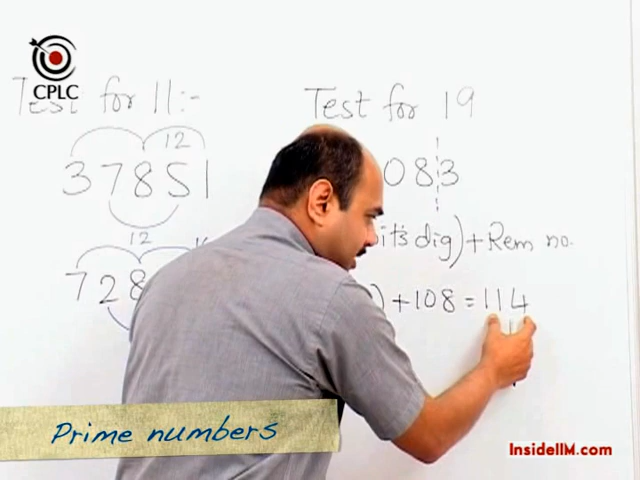 CPLC
Test for 11:-
12
37851
12
728
Test for 19
083
it's dig) + Rem no.
) + 108 = 114
Prime numbers
InsideIIM.com